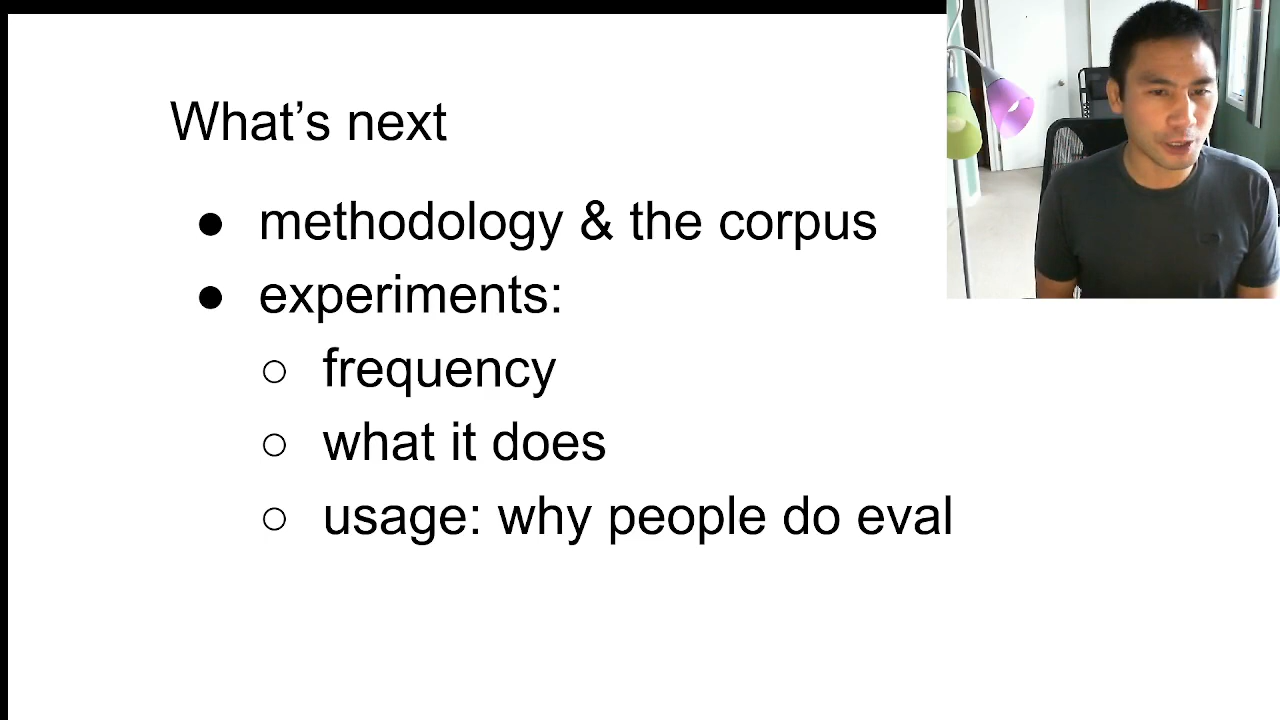 What's next
● methodology & the corpus
● experiments:
○ frequency
○ what it does
○ usage: why people do eval